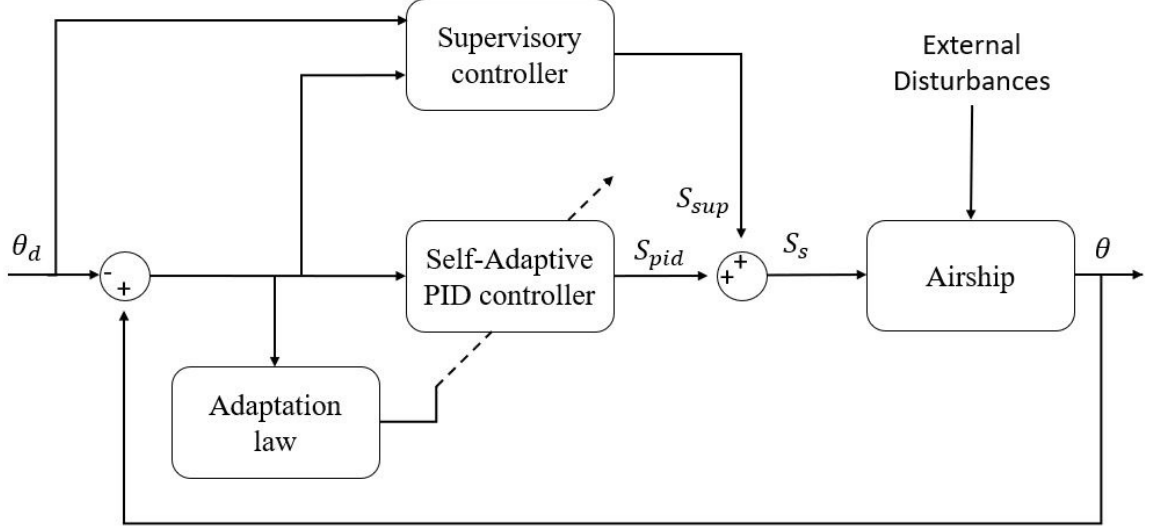 Supervisory
controller
External
Disturbances
θ_d
-
+
Self-Adaptive
PID controller
S_pid
S_sup
+
+
S_s
Airship
θ
Adaptation
law